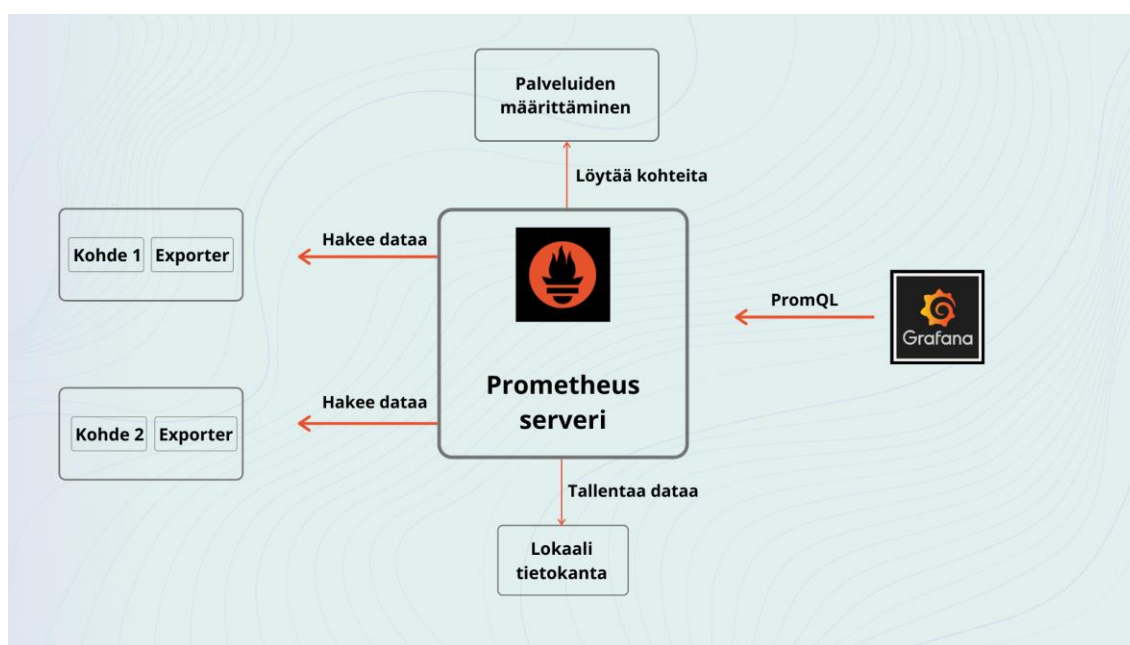 Palveluiden
määrittäminen
Löytää kohteita
Hakee dataa
Kohde 1 Exporter
PromQL
Grafana
Prometheus
serveri
Hakee dataa
Kohde 2 Exporter
Tallentaa dataa
Lokaali
tietokanta